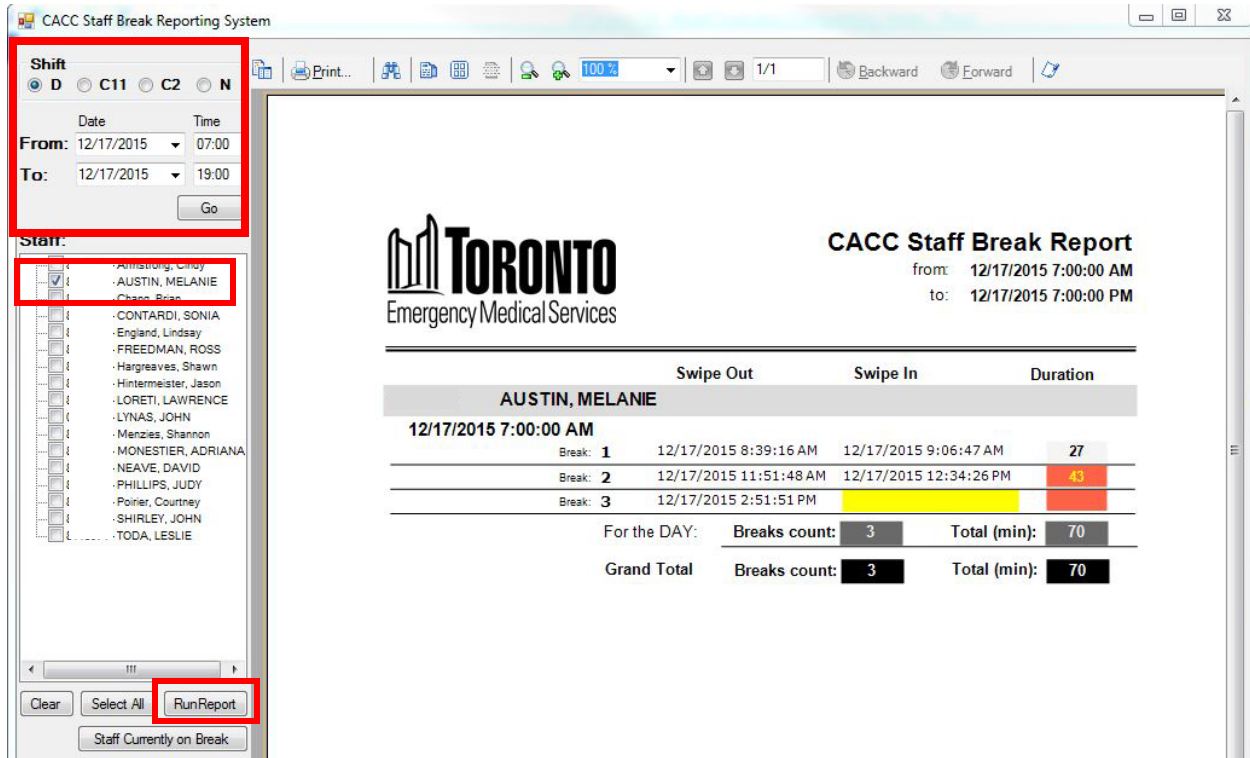 CACC Staff Break Reporting System
Shift
D C11 C2 N
Print... 100 % 1/1 Backward Forward
Date Time
From: 12/17/2015 07:00
To: 12/17/2015 19:00
Go
Staff:
Armstrong, Cindy
AUSTIN, MELANIE
Chang, Brian
CONTARDI, SONIA
England, Lindsay
FREEDMAN, ROSS
Hargreaves, Shawn
Hintermeister, Jason
LORETI, LAWRENCE
LYNAS, JOHN
Menzies, Shannon
MONESTIER, ADRIANA
NEAVE, DAVID
PHILLIPS, JUDY
Poirier, Courtney
SHIRLEY, JOHN
TODA, LESLIE
Clear Select All RunReport
Staff Currently on Break
TORONTO
Emergency Medical Services
CACC Staff Break Report
from: 12/17/2015 7:00:00 AM
to: 12/17/2015 7:00:00 PM
Swipe Out Swipe In Duration
AUSTIN, MELANIE
12/17/2015 7:00:00 AM
Break: 1 12/17/2015 8:39:16 AM 12/17/2015 9:06:47 AM 27
Break: 2 12/17/2015 11:51:48 AM 12/17/2015 12:34:26 PM 43
Break: 3 12/17/2015 2:51:51 PM
For the DAY: Breaks count: 3 Total (min): 70
Grand Total Breaks count: 3 Total (min): 70